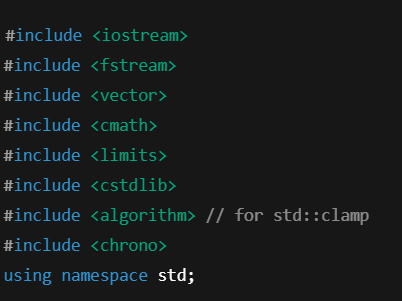 #include <iostream>
#include <fstream>
#include <vector>
#include <cmath>
#include <limits>
#include <cstdlib>
#include <algorithm> // for std::clamp
#include <chrono>
using namespace std;